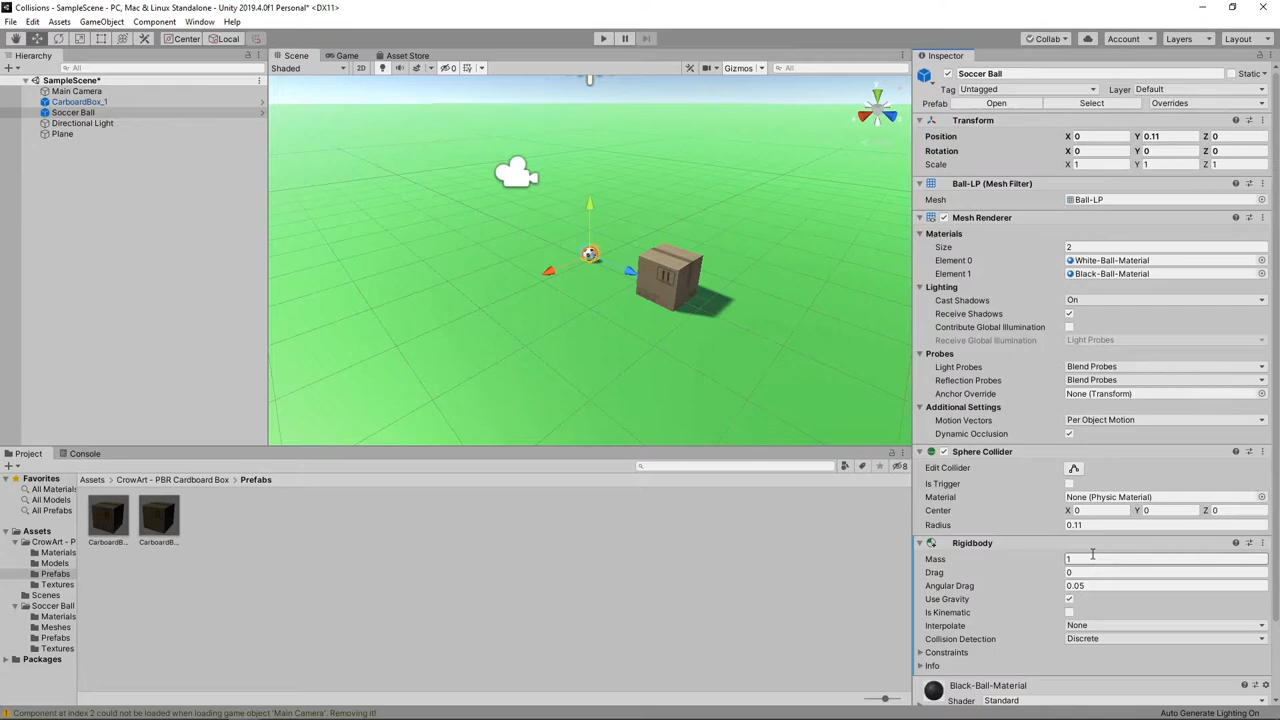 Collisions - SampleScene - PC, Mac & Linux Standalone - Unity 2019.4.0f1 Personal* <DX11>
File Edit Assets GameObject Component Window Help
Center Local Collab Account Layers Layout
Hierarchy
All
SampleScene*
Main Camera
CarboardBox_1
Soccer Ball
Directional Light
Plane
Scene Game Asset Store
Shaded 2D 0 Gizmos All
Inspector
Soccer Ball Static
Tag Untagged Layer Default
Prefab Open Select Overrides
Transform
Position X 0 Y 0.11 Z 0
Rotation X 0 Y 0 Z 0
Scale X 1 Y 1 Z 1
Ball-LP (Mesh Filter)
Mesh Ball-LP
Mesh Renderer
Materials
Size 2
Element 0 White-Ball-Material
Element 1 Black-Ball-Material
Lighting
Cast Shadows On
Receive Shadows
Contribute Global Illumination
Receive Global Illumination Light Probes
Probes
Light Probes Blend Probes
Reflection Probes Blend Probes
Anchor Override None (Transform)
Additional Settings
Motion Vectors Per Object Motion
Dynamic Occlusion
Sphere Collider
Edit Collider
Is Trigger
Material None (Physic Material)
Center X 0 Y 0 Z 0
Radius 0.11
Rigidbody
Mass 1
Drag 0
Angular Drag 0.05
Use Gravity
Is Kinematic
Interpolate None
Collision Detection Discrete
Constraints
Info
Black-Ball-Material
Shader Standard
Project Console
8
Favorites
All Materials
All Models
All Prefabs
Assets
CrowArt - P
Materials
Models
Prefabs
Textures
Scenes
Soccer Ball
Materials
Meshes
Prefabs
Textures
Packages
Assets CrowArt - PBR Cardboard Box Prefabs
CarboardB... CarboardB...
Component at index 2 could not be loaded when loading game object 'Main Camera'. Removing it!
Auto Generate Lighting On